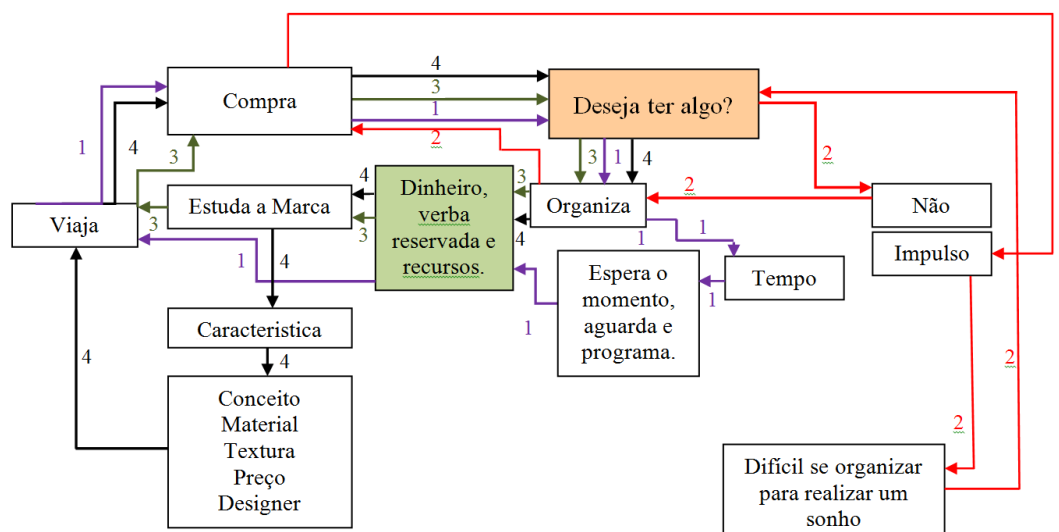 4
Compra
3
Deseja ter algo?
1
2
1
4
3
2
3
1
4
Viaja
Estuda a Marca
4
3
Dinheiro,
verba
reservada e
recursos.
3
4
Organiza
2
Não
3
1
1
1
Impulso
4
Espera o
momento,
aguarda e
programa.
Tempo
1
1
Caracteristica
4
4
2
2
Conceito
Material
Textura
Preço
Designer
Difícil se organizar
para realizar um
sonho